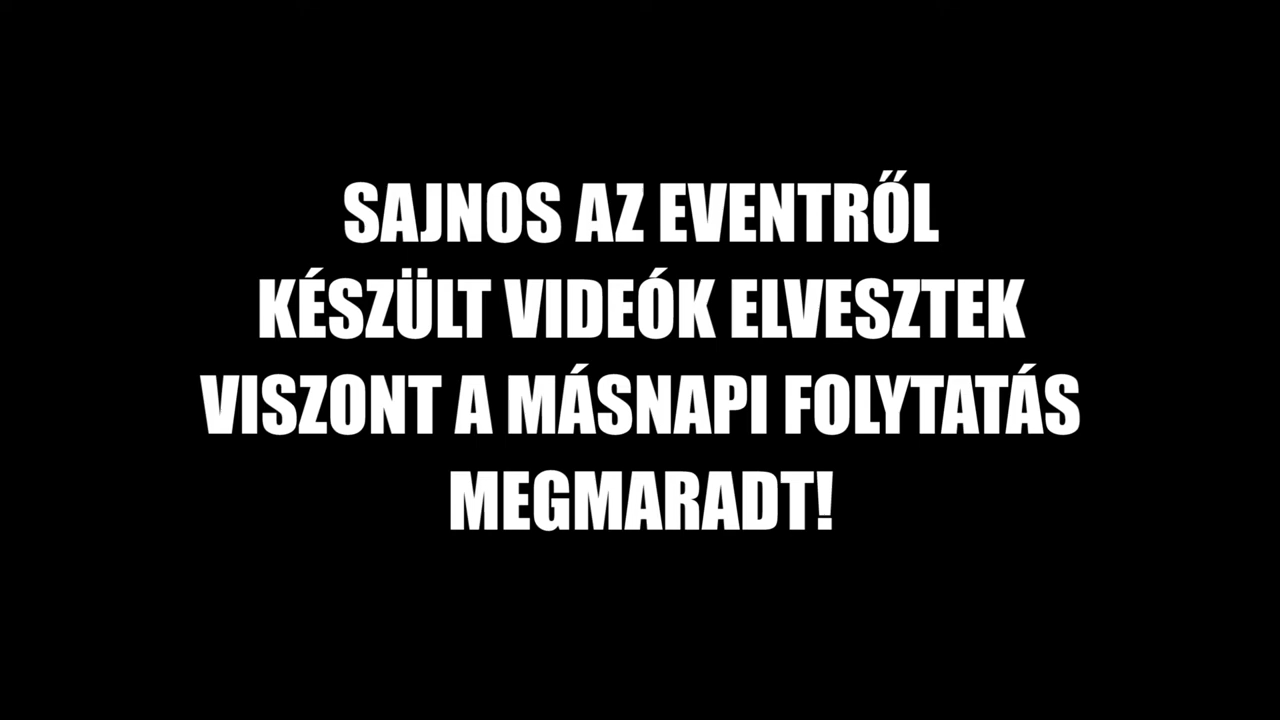 SAJNOS AZ EVENTRŐL
KÉSZÜLT VIDEÓK ELVESZTEK
VISZONT A MÁSNAPI FOLYTATÁS
MEGMARADT!